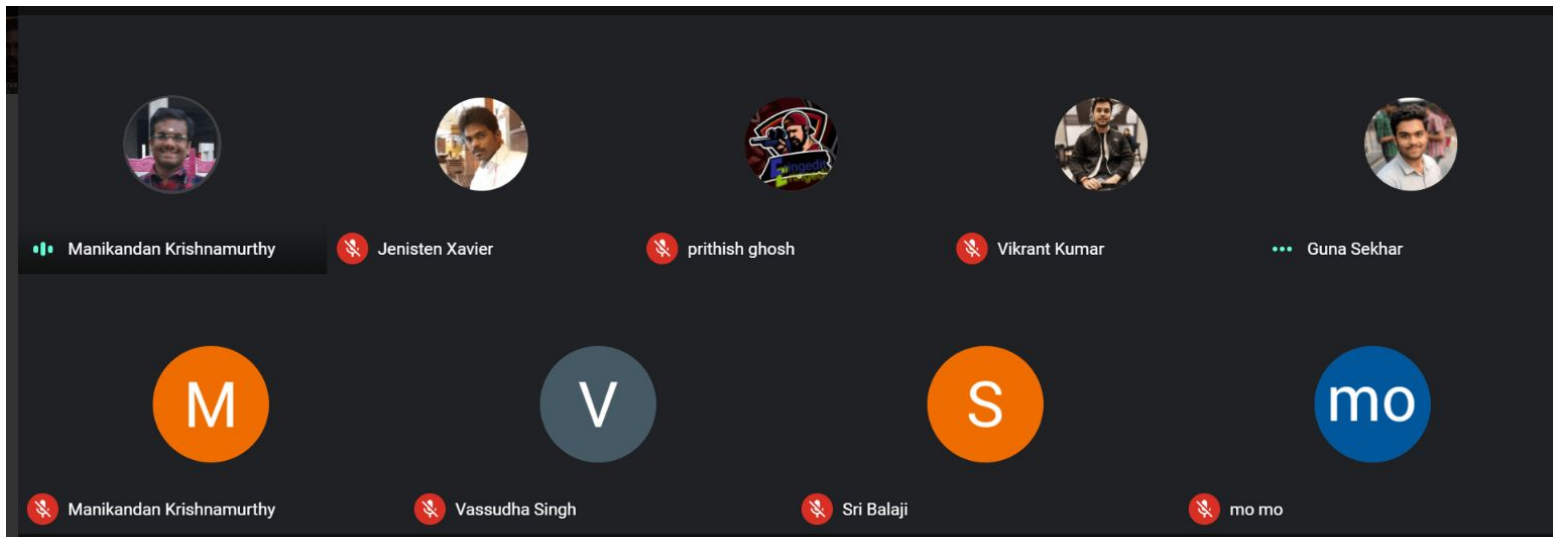 Manikandan Krishnamurthy
Jenisten Xavier
prithish ghosh
Vikrant Kumar
Guna Sekhar
M
V
S
mo
Manikandan Krishnamurthy
Vassudha Singh
Sri Balaji
mo mo